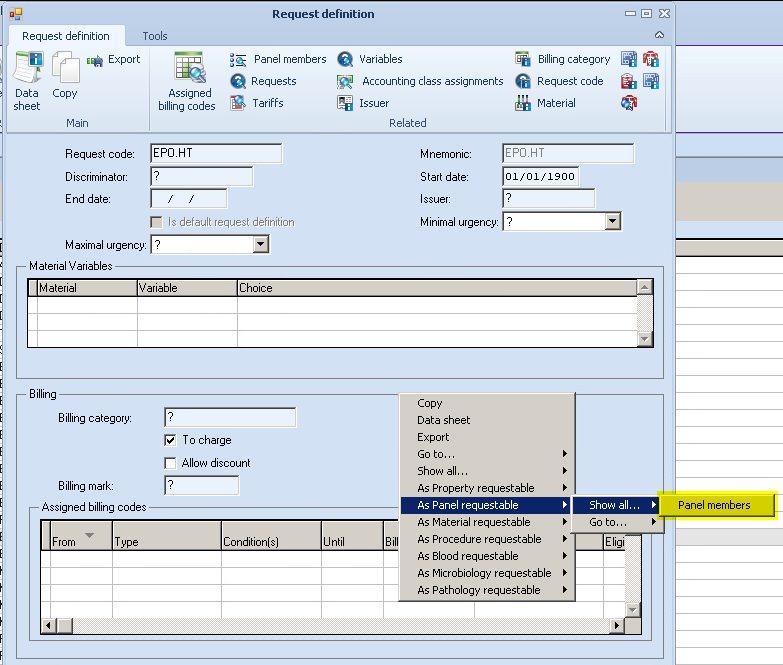 Request definition
Request definition
Tools
Data sheet
Copy
Export
Main
Assigned billing codes
Panel members
Requests
Tariffs
Variables
Accounting class assignments
Issuer
Billing category
Request code
Material
Related
Request code: EPO.HT
Mnemonic: EPO.HT
Discriminator: ?
Start date: 01/01/1900
End date: / /
Issuer: ?
Is default request definition
Minimal urgency: ?
Maximal urgency: ?
Material Variables
Material Variable Choice
Billing
Billing category: ?
To charge
Allow discount
Billing mark: ?
Assigned billing codes
From Type Condition(s) Until Bill Eligi
Copy
Data sheet
Export
Go to...
Show all...
As Property requestable
As Panel requestable
As Material requestable
As Procedure requestable
As Blood requestable
As Microbiology requestable
As Pathology requestable
Show all...
Go to...
Panel members